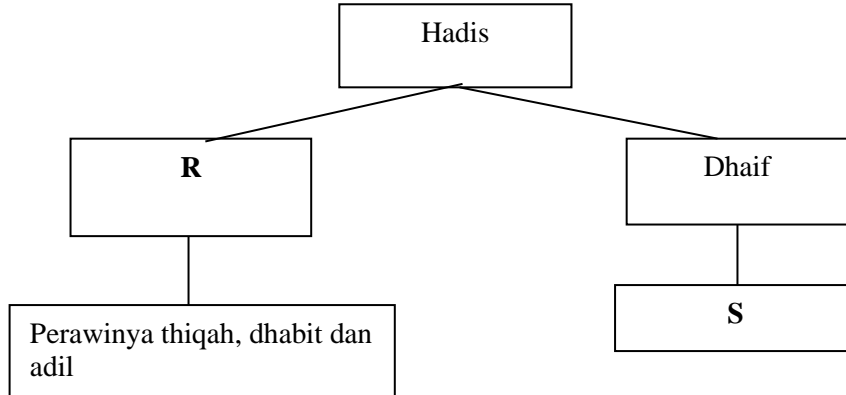 Hadis
R
Dhaif
Perawinya thiqah, dhabit dan
adil
S